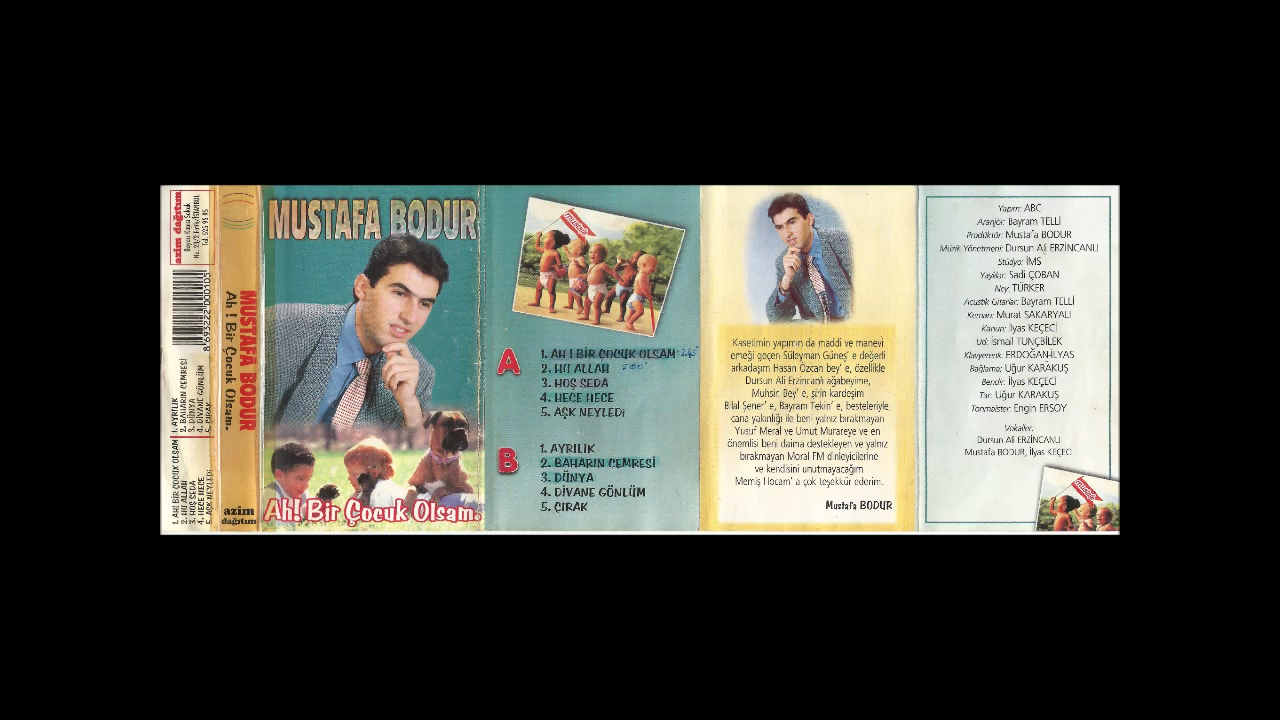 azim dağıtım
8 693222 000105
1. AH! BİR ÇOCUK OLSAM
2. HU ALLAH
3. HOŞ SEDA
4. HECE HECE
5. AŞK NEYLEDi
1. AYRILIK
2. BAHARIN CEMRESİ
3. DÜNYA
4. DİVANE GÖNLÜM
5. ÇIRAK
MUSTAFA BODUR
Ah! Bir Çocuk Olsam.
azim
dağıtım
MUSTAFA BODUR
Ah! Bir Çocuk Olsam.
A
1. AH ! BİR ÇOCUK OLSAM
2. HU ALLAH
3. HOŞ SEDA
4. HECE HECE
5. AŞK NEYLEDi
B
1. AYRILIK
2. BAHARIN CEMRESİ
3. DÜNYA
4. DİVANE GÖNLÜM
5. ÇIRAK
Kasetimin yapımın da maddi ve manevi
emeği geçen Süleyman Güneş' e değerli
arkadaşım Hasan Özcan bey' e, özellikle
Dursun Ali Erzincanlı ağabeyime,
Muhsin Bey' e, şirin kardeşim
Bilal Şener' e, Bayram Tekin' e, besteleriyle,
cana yakınlığı ile beni yalnız bırakmayan
Yusuf Meral ve Umut Murareye ve en
önemlisi beni daima destekleyen ve yalnız
bırakmayan Moral FM dinleyicilerine
ve kendisini unutmayacağım
Memiş Hocam' a çok teşekkür ederim.
Mustafa BODUR
Yapım: ABC
Aranjör: Bayram TELLİ
Prodüktör: Mustafa BODUR
Müzik Yönetmeni: Dursun Ali ERZİNCANLI
Stüdyo: İMS
Yaylılar: Sadi ÇOBAN
Ney: TÜRKER
Acustik Gitarlar: Bayram TELLİ
Keman: Murat SAKARYALI
Kanun: İlyas KEÇECİ
Ud: İsmail TUNÇBİLEK
Klavyerenk: ERDOĞAN-İLYAS
Bağlama: Uğur KARAKUŞ
Bendir: İlyas KEÇECİ
Tar: Uğur KARAKUŞ
Tonmaister: Engin ERSOY
Vokaller:
Dursun Ali ERZİNCANLI
Mustafa BODUR, İlyas KEÇECİ